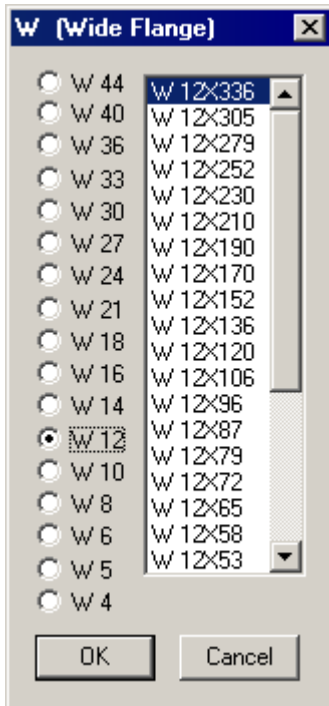 W (Wide Flange)
W 44
W 40
W 36
W 33
W 30
W 27
W 24
W 21
W 18
W 16
W 14
W 12
W 10
W 8
W 6
W 5
W 4
W 12X336
W 12X305
W 12X279
W 12X252
W 12X230
W 12X210
W 12X190
W 12X170
W 12X152
W 12X136
W 12X120
W 12X106
W 12X96
W 12X87
W 12X79
W 12X72
W 12X65
W 12X58
W 12X53
OK
Cancel